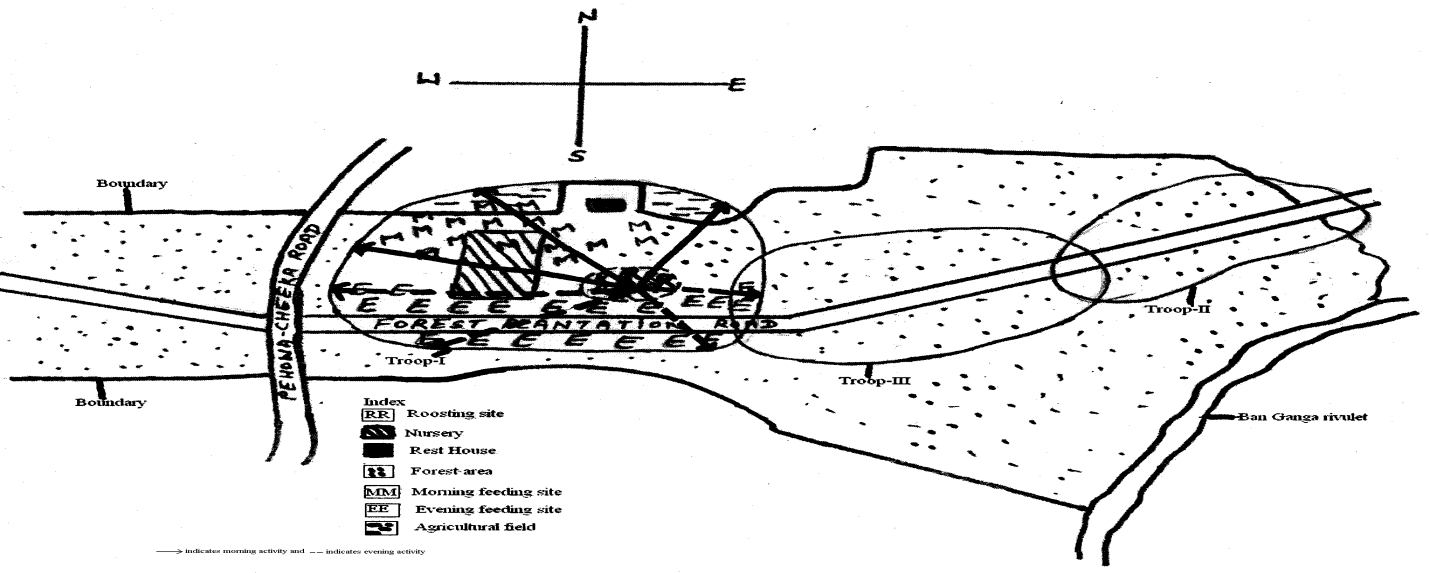 N
W E
S
Boundary
PEHOWA-CHEEKA ROAD
E E E E E E E E E E E
FOREST PLANTATION ROAD
E E E E E E E
Troop-I
Troop-II
Troop-III
Boundary
Ban Ganga rivulet
Index
RR Roosting site
Nursery
Rest House
Forest area
MM Morning feeding site
EE Evening feeding site
Agricultural field
indicates morning activity and -- indicates evening activity